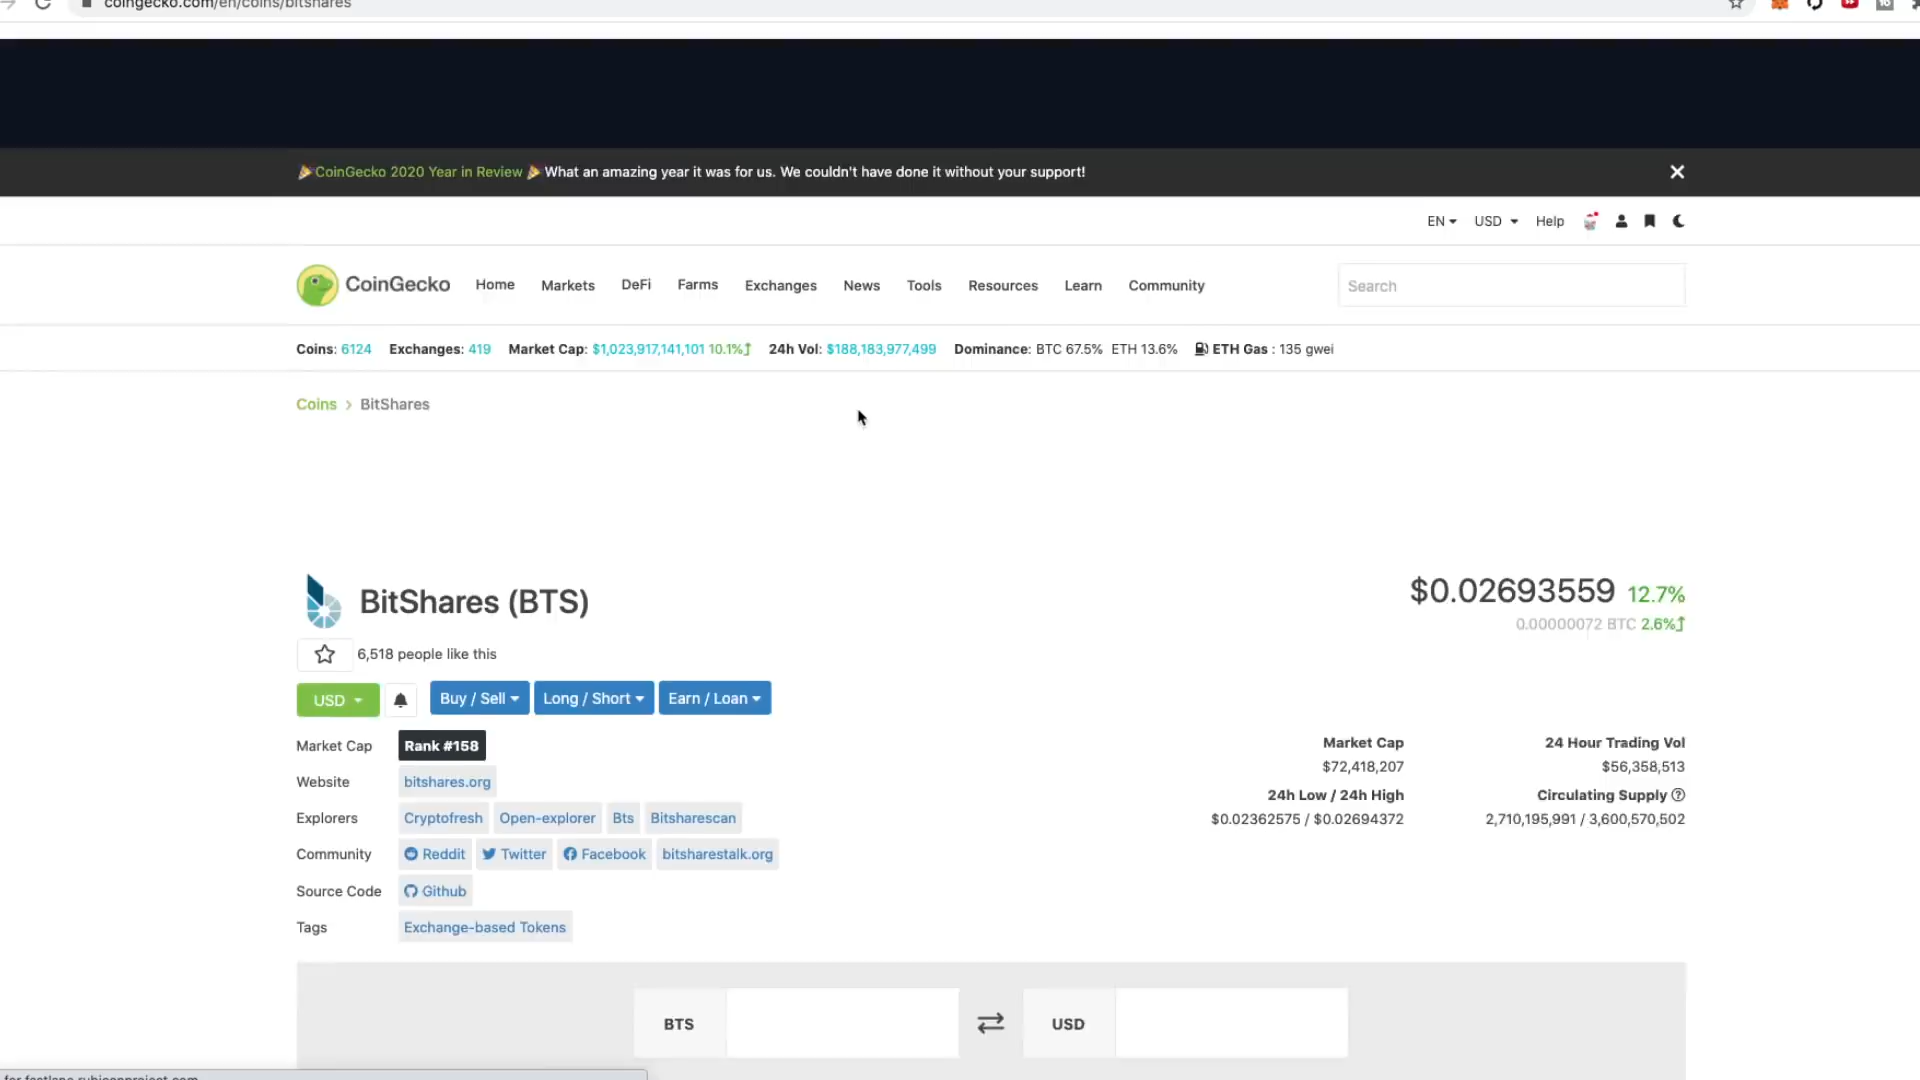 coingecko.com/en/coins/bitshares
CoinGecko 2020 Year in Review What an amazing year it was for us. We couldn't have done it without your support!
EN USD Help
CoinGecko Home Markets DeFi Farms Exchanges News Tools Resources Learn Community Search
Coins: 6124 Exchanges: 419 Market Cap: $1,023,917,141,101 10.1% 24h Vol: $188,183,977,499 Dominance: BTC 67.5% ETH 13.6% ETH Gas : 135 gwei
Coins > BitShares
BitShares (BTS)
$0.02693559 12.7%
0.00000072 BTC 2.6%
6,518 people like this
USD Buy / Sell Long / Short Earn / Loan
Market Cap Rank #158
Website bitshares.org
Explorers Cryptofresh Open-explorer Bts Bitsharescan
Community Reddit Twitter Facebook bitsharestalk.org
Source Code Github
Tags Exchange-based Tokens
Market Cap 24 Hour Trading Vol
$72,418,207 $56,358,513
24h Low / 24h High Circulating Supply
$0.02362575 / $0.02694372 2,710,195,991 / 3,600,570,502
BTS USD
for fastlane.rubiconproject.com